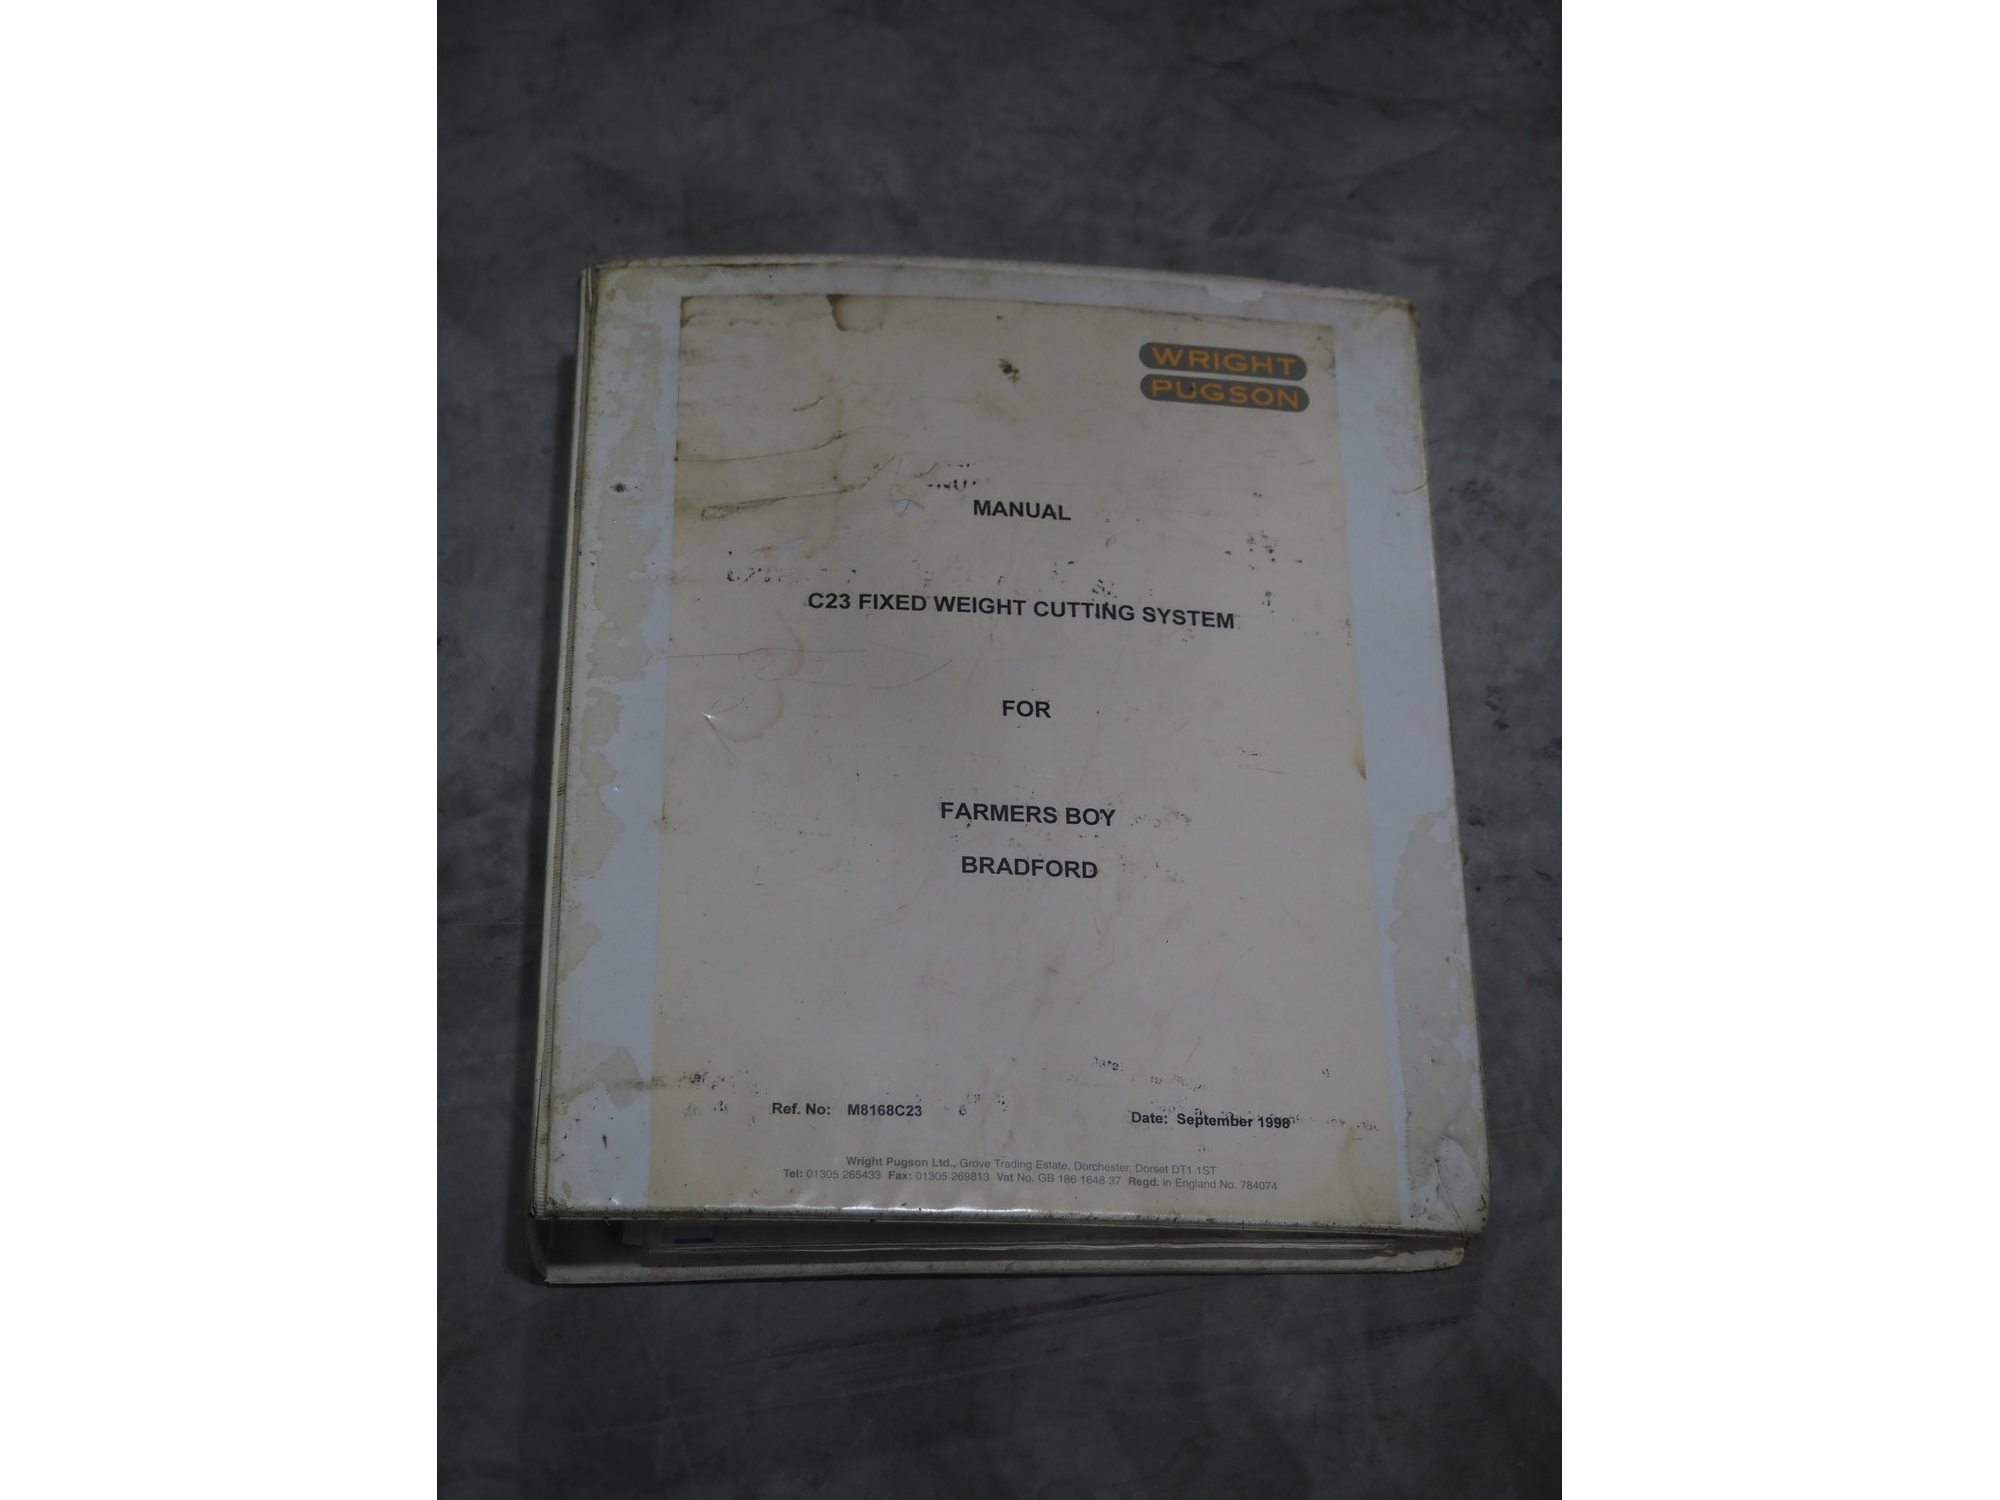 WRIGHT
PUGSON
MANUAL
C23 FIXED WEIGHT CUTTING SYSTEM
FOR
FARMERS BOY
BRADFORD
Ref. No: M8168C23
Date: September 1998
Wright Pugson Ltd., Grove Trading Estate, Dorchester, Dorset DT1 1ST
Tel: 01305 265433 Fax: 01305 269813 Vat No. GB 186 1648 37 Regd. in England No. 784074